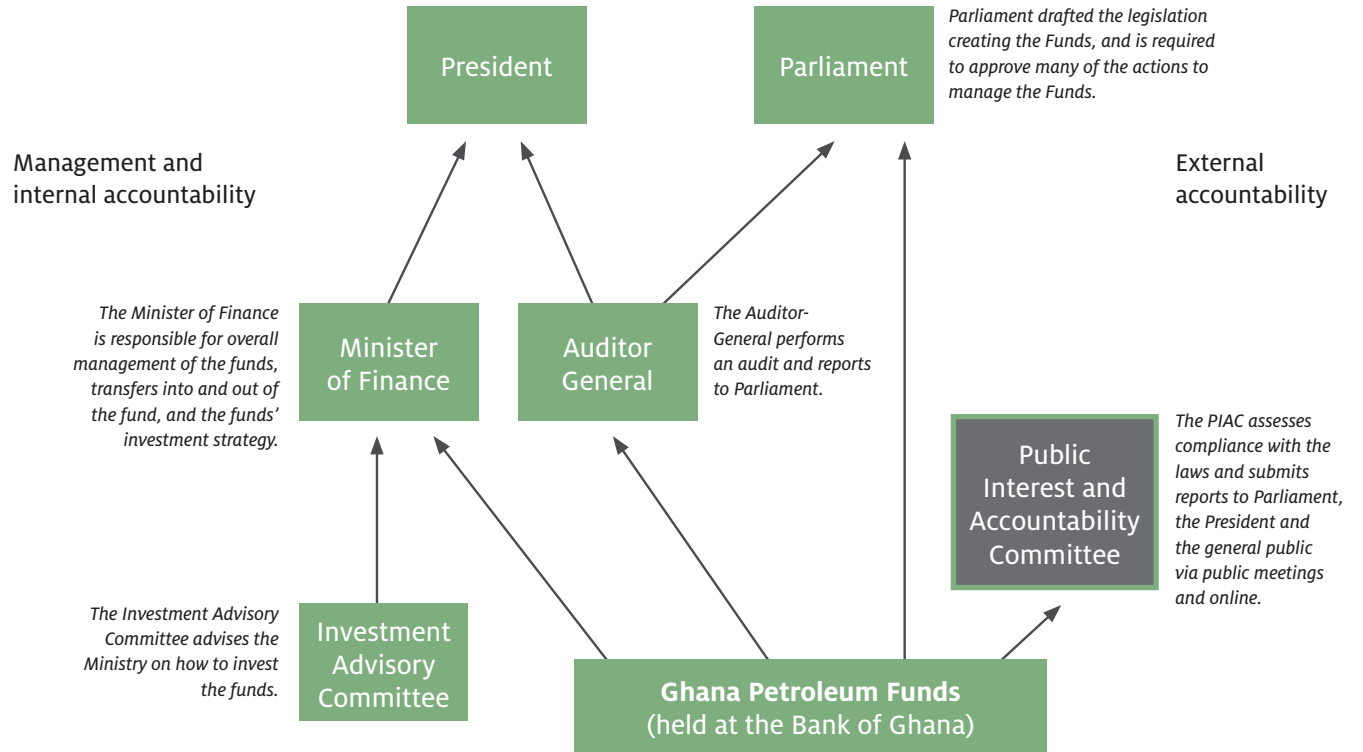 President
Parliament
Parliament drafted the legislation
creating the Funds, and is required
to approve many of the actions to
manage the Funds.
Management and
internal accountability
External
accountability
The Minister of Finance
is responsible for overall
management of the funds,
transfers into and out of
the fund, and the funds’
investment strategy.
Minister
of Finance
Auditor
General
The Auditor-
General performs
an audit and reports
to Parliament.
Public
Interest and
Accountability
Committee
The PIAC assesses
compliance with the
laws and submits
reports to Parliament,
the President and
the general public
via public meetings
and online.
The Investment Advisory
Committee advises the
Ministry on how to invest
the funds.
Investment
Advisory
Committee
Ghana Petroleum Funds
(held at the Bank of Ghana)